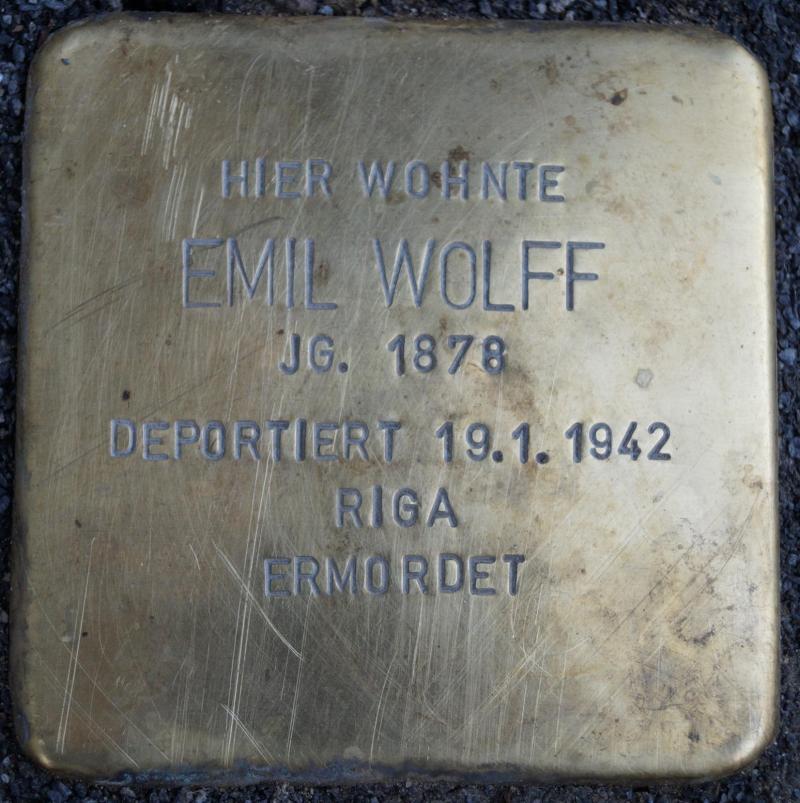 HIER WOHNTE
EMIL WOLFF
JG. 1878
DEPORTIERT 19.1.1942
RIGA
ERMORDET